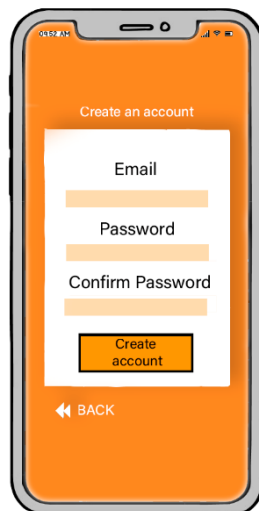 09:52 AM
Create an account
Email
Password
Confirm Password
Create
account
BACK